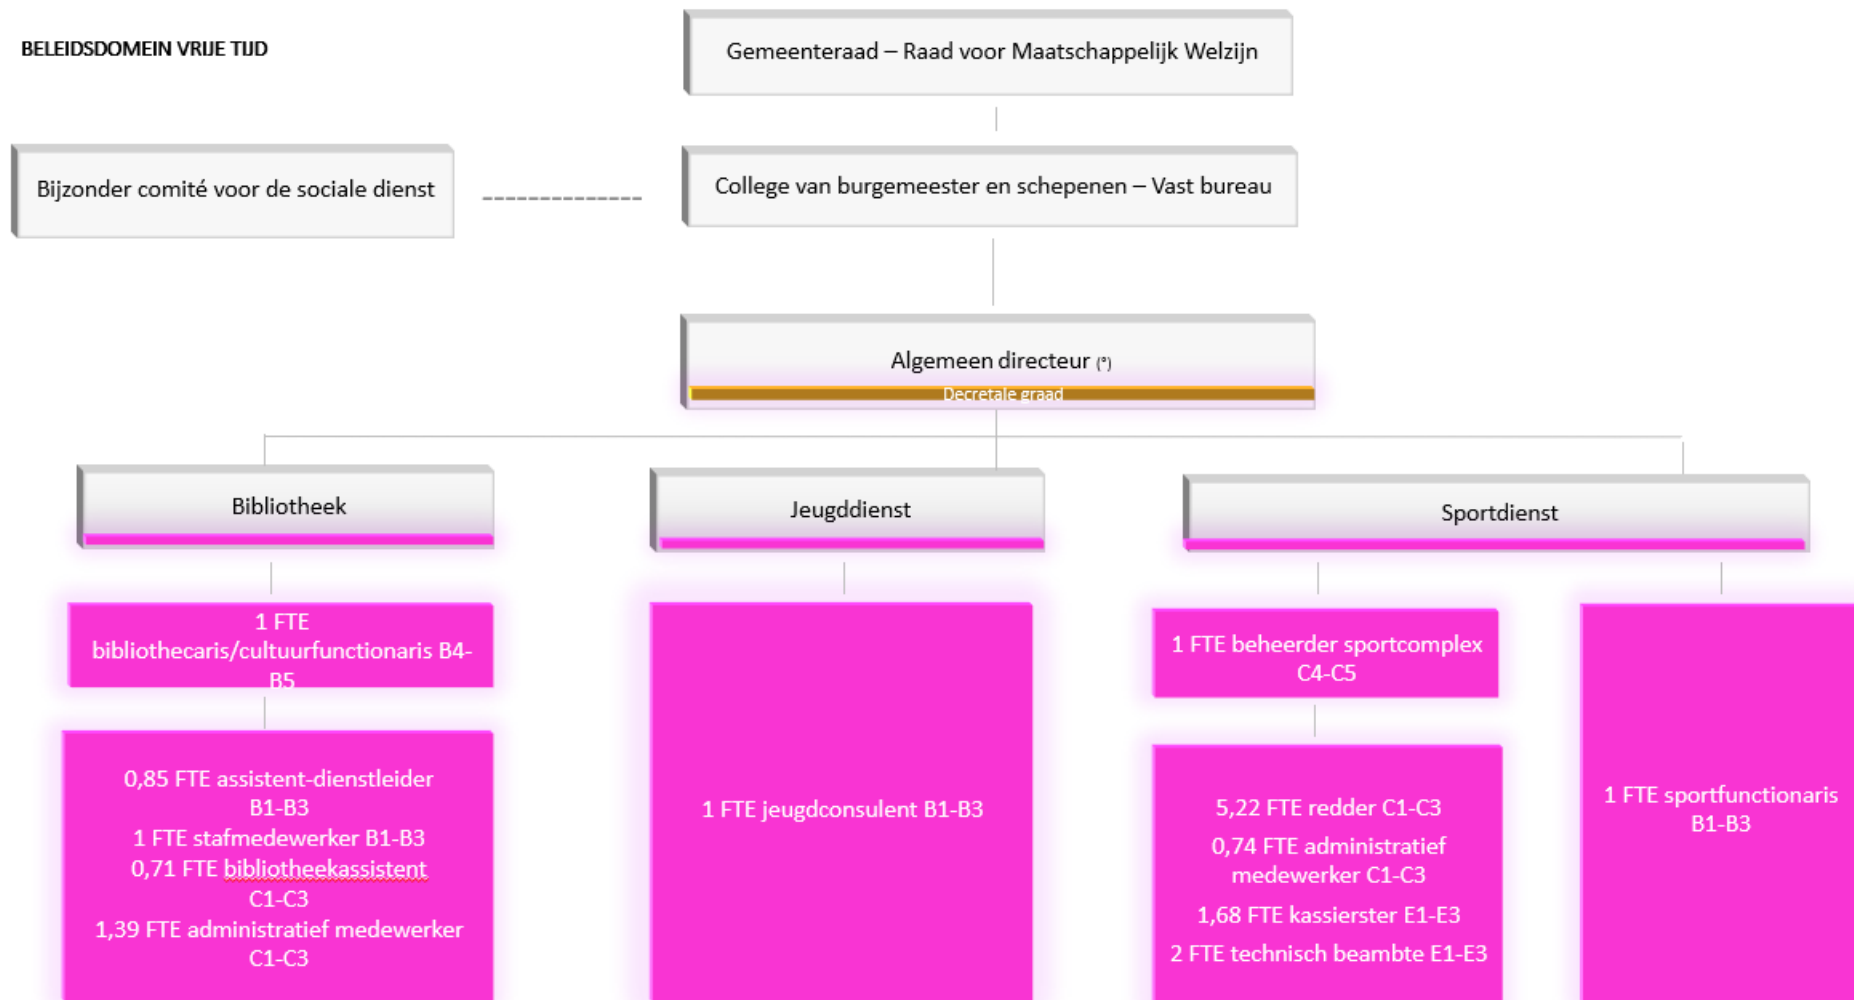 BELEIDSDOMEIN VRIJE TIJD
Gemeenteraad – Raad voor Maatschappelijk Welzijn
Bijzonder comité voor de sociale dienst
College van burgemeester en schepenen – Vast bureau
Algemeen directeur (°)
Decretale graad
Bibliotheek
Jeugddienst
Sportdienst
1 FTE
bibliothecaris/cultuurfunctionaris B4-
B5
0,85 FTE assistent-dienstleider
B1-B3
1 FTE stafmedewerker B1-B3
0,71 FTE bibliotheekassistent
C1-C3
1,39 FTE administratief medewerker
C1-C3
1 FTE jeugdconsulent B1-B3
1 FTE beheerder sportcomplex
C4-C5
5,22 FTE redder C1-C3
0,74 FTE administratief
medewerker C1-C3
1,68 FTE kassierster E1-E3
2 FTE technisch beambte E1-E3
1 FTE sportfunctionaris
B1-B3